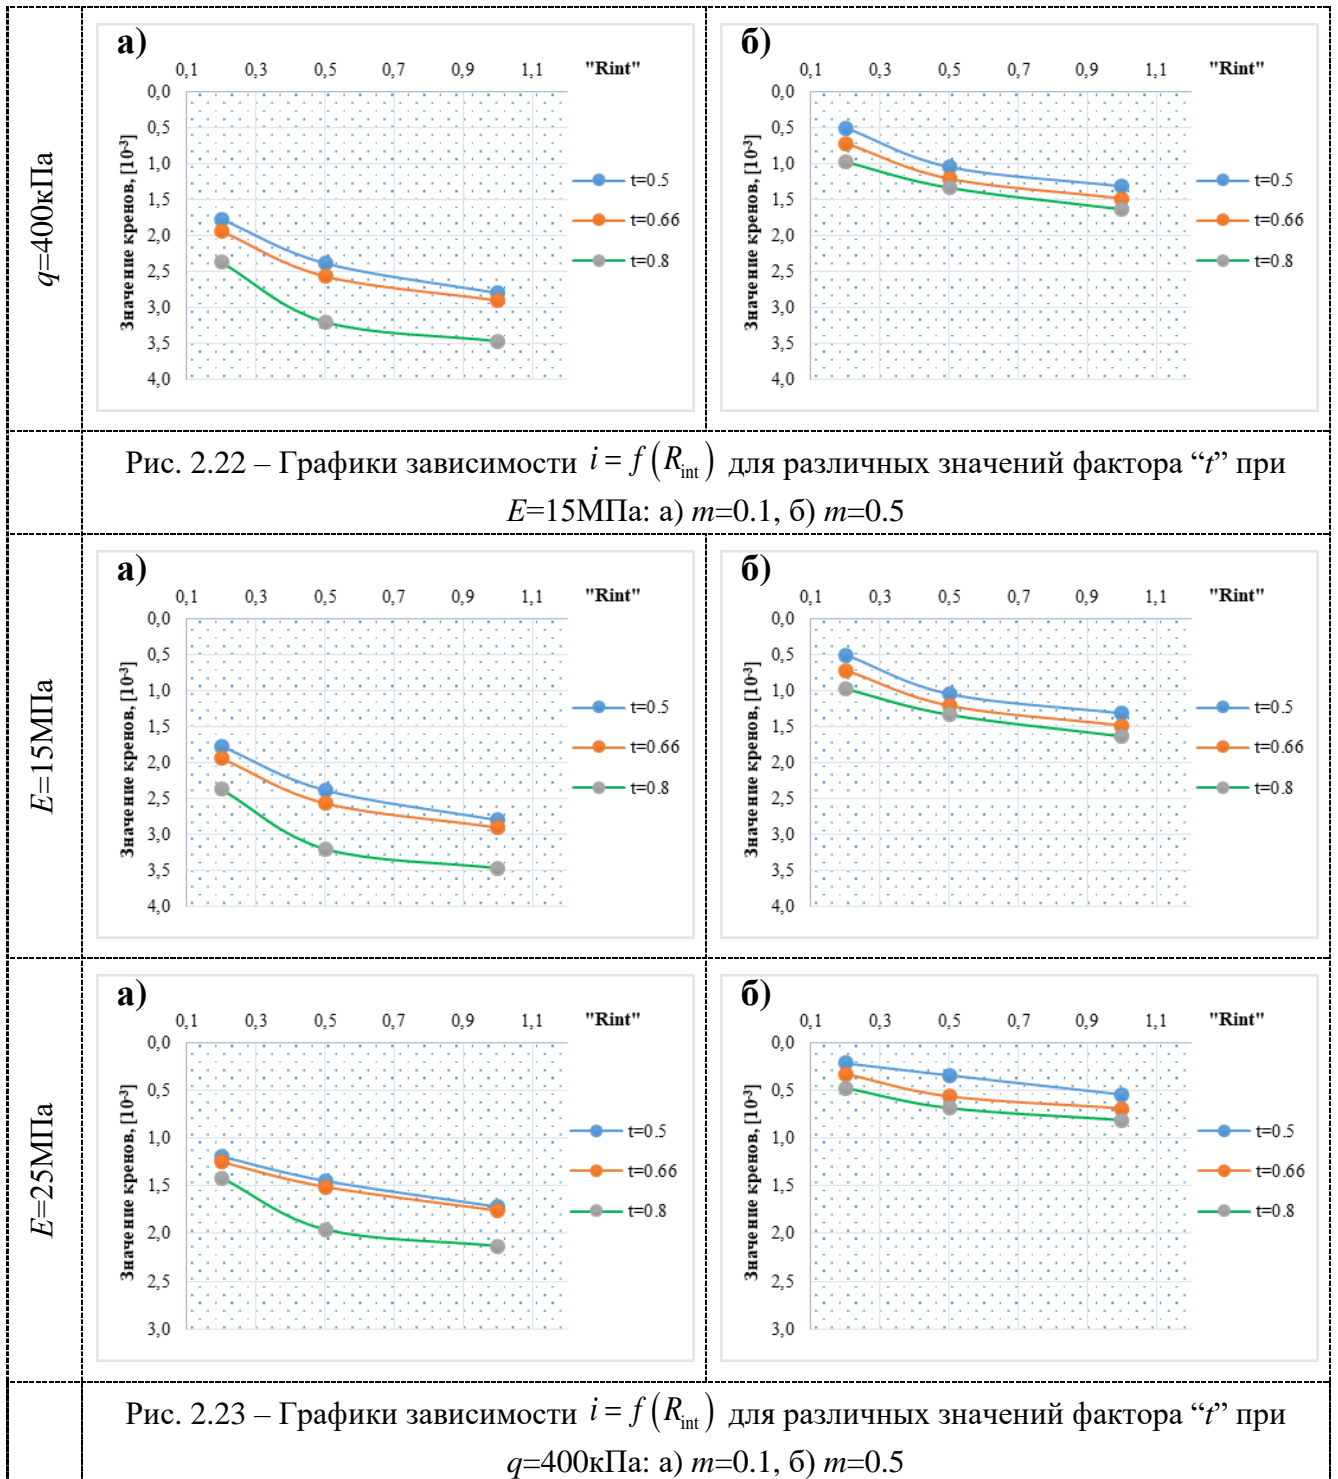 q=400кПа
а)
0,1 0,3 0,5 0,7 0,9 1,1 "Rint"
0,0
0,5
1,0
1,5
2,0
2,5
3,0
3,5
4,0
Значение кренов, [10⁻³]
t=0.5
t=0.66
t=0.8
б)
0,1 0,3 0,5 0,7 0,9 1,1 "Rint"
0,0
0,5
1,0
1,5
2,0
2,5
3,0
3,5
4,0
Значение кренов, [10⁻³]
t=0.5
t=0.66
t=0.8
Рис. 2.22 – Графики зависимости i = f(R_int) для различных значений фактора “t” при
E=15МПа: а) m=0.1, б) m=0.5
E=15МПа
а)
0,1 0,3 0,5 0,7 0,9 1,1 "Rint"
0,0
0,5
1,0
1,5
2,0
2,5
3,0
3,5
4,0
Значение кренов, [10⁻³]
t=0.5
t=0.66
t=0.8
б)
0,1 0,3 0,5 0,7 0,9 1,1 "Rint"
0,0
0,5
1,0
1,5
2,0
2,5
3,0
3,5
4,0
Значение кренов, [10⁻³]
t=0.5
t=0.66
t=0.8
E=25МПа
а)
0,1 0,3 0,5 0,7 0,9 1,1 "Rint"
0,0
0,5
1,0
1,5
2,0
2,5
3,0
Значение кренов, [10⁻³]
t=0.5
t=0.66
t=0.8
б)
0,1 0,3 0,5 0,7 0,9 1,1 "Rint"
0,0
0,5
1,0
1,5
2,0
2,5
3,0
Значение кренов, [10⁻³]
t=0.5
t=0.66
t=0.8
Рис. 2.23 – Графики зависимости i = f(R_int) для различных значений фактора “t” при
q=400кПа: а) m=0.1, б) m=0.5